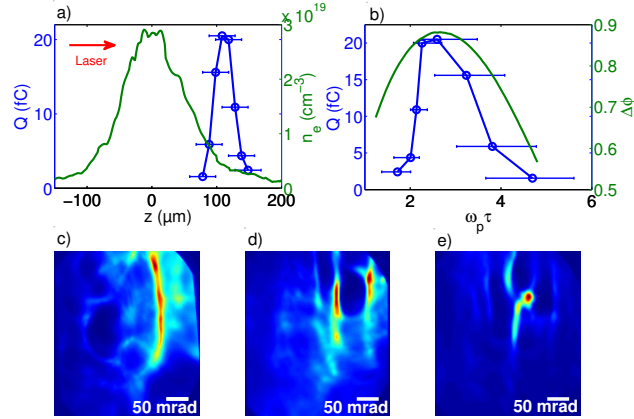 a)
b)
x 10^19
20
10
0
Q (fC)
Laser
3
2
1
0
n_e (cm^-3)
−100
0
100
200
z (μm)
20
10
0
Q (fC)
0.9
0.8
0.7
0.6
0.5
Δϕ
2
4
6
ω_p τ
c)
d)
e)
50 mrad
50 mrad
50 mrad